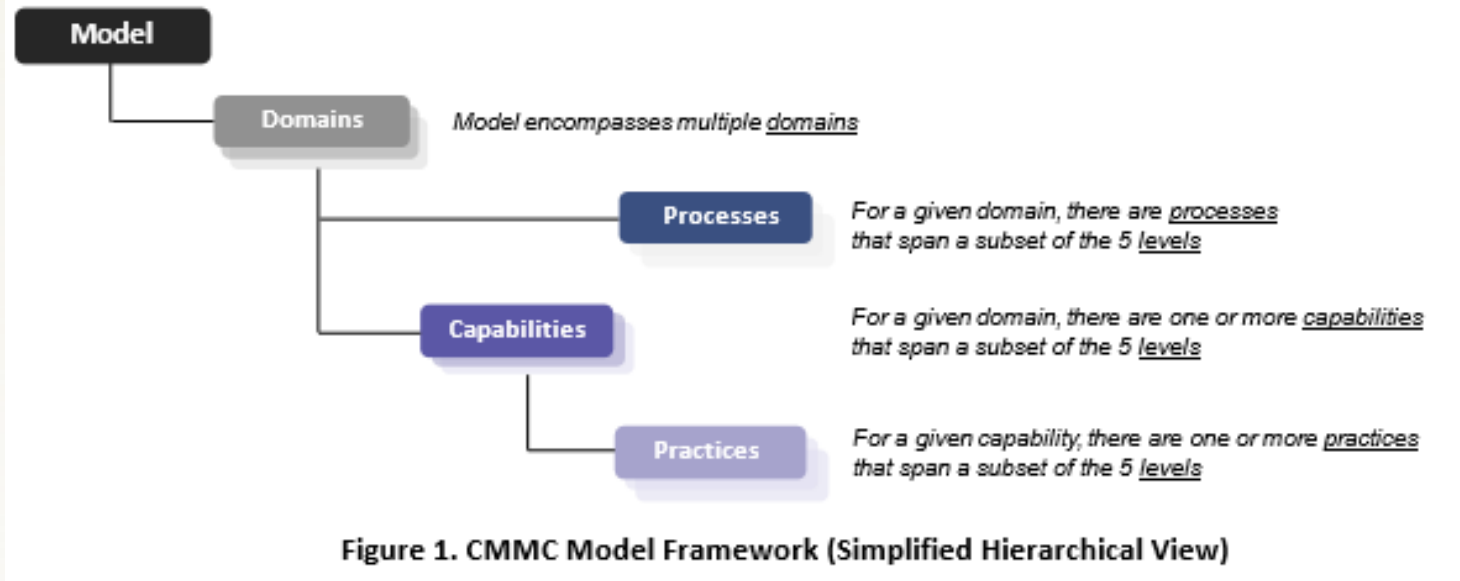 Model
Domains
Model encompasses multiple domains
Processes
For a given domain, there are processes
that span a subset of the 5 levels
Capabilities
For a given domain, there are one or more capabilities
that span a subset of the 5 levels
Practices
For a given capability, there are one or more practices
that span a subset of the 5 levels
Figure 1. CMMC Model Framework (Simplified Hierarchical View)